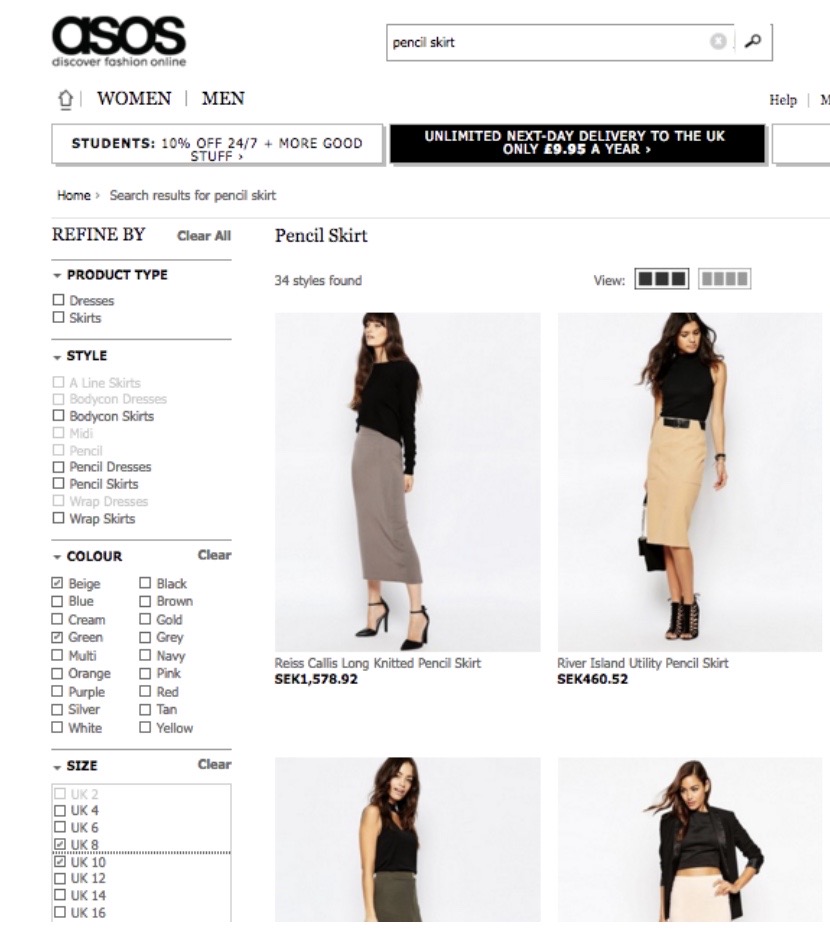 asos
discover fashion online
pencil skirt
WOMEN | MEN
Help |
STUDENTS: 10% OFF 24/7 + MORE GOOD
STUFF ›
UNLIMITED NEXT-DAY DELIVERY TO THE UK
ONLY £9.95 A YEAR ›
Home › Search results for pencil skirt
REFINE BY Clear All
PRODUCT TYPE
Dresses
Skirts
STYLE
A Line Skirts
Bodycon Dresses
Bodycon Skirts
Midi
Pencil
Pencil Dresses
Pencil Skirts
Wrap Dresses
Wrap Skirts
COLOUR Clear
Beige Black
Blue Brown
Cream Gold
Green Grey
Multi Navy
Orange Pink
Purple Red
Silver Tan
White Yellow
SIZE Clear
UK 2
UK 4
UK 6
UK 8
UK 10
UK 12
UK 14
UK 16
Pencil Skirt
34 styles found View:
Reiss Callis Long Knitted Pencil Skirt
SEK1,578.92
River Island Utility Pencil Skirt
SEK460.52